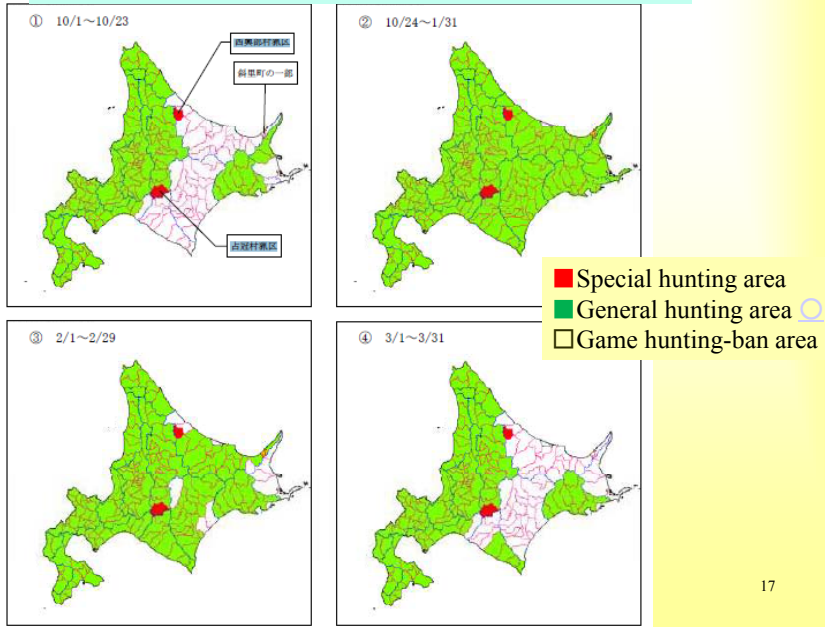 ① 10/1～10/23
西興部村猟区
斜里町の一部
占冠村猟区
② 10/24～1/31
Special hunting area
General hunting area
Game hunting-ban area
③ 2/1～2/29
④ 3/1～3/31
17